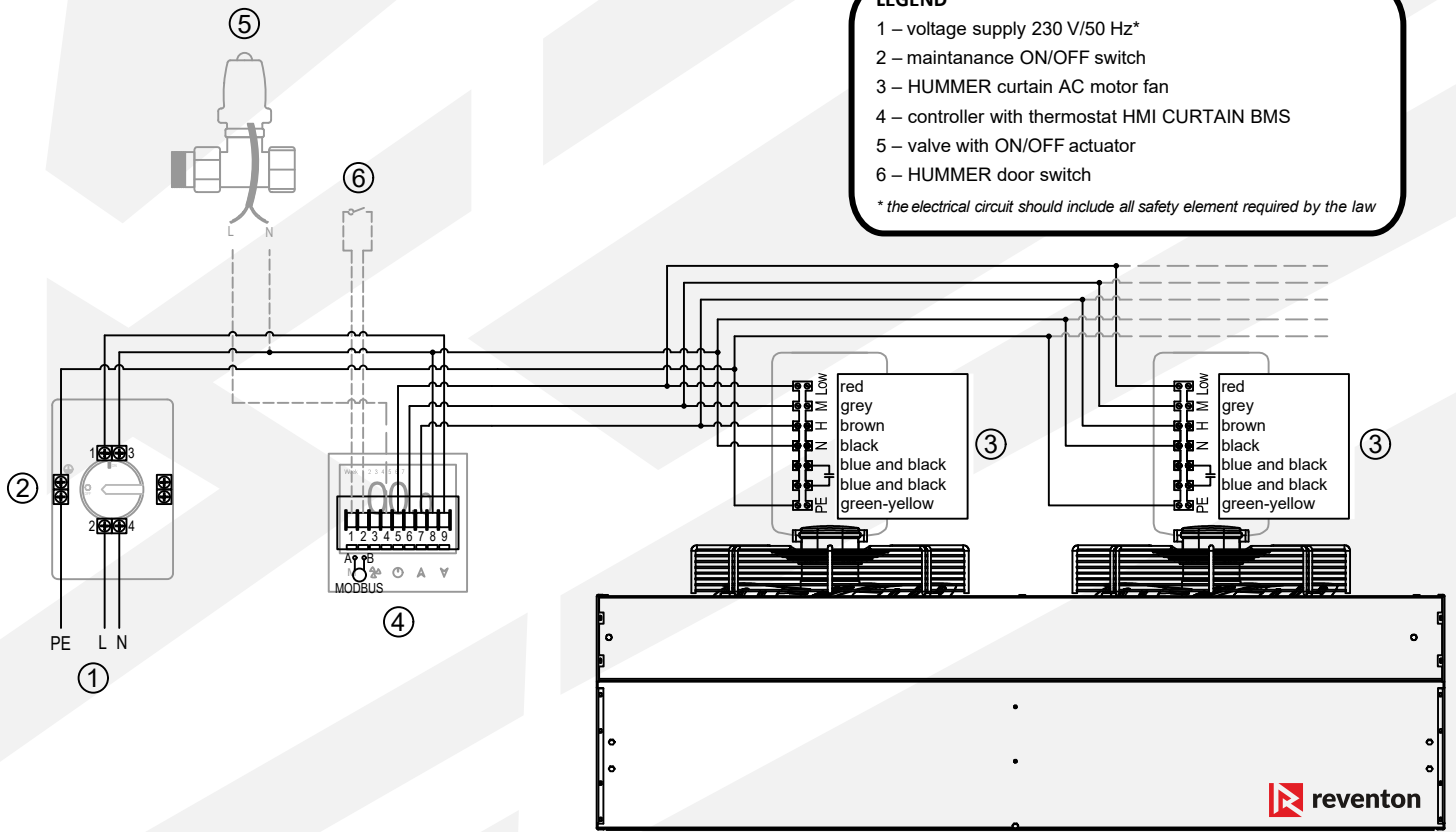 LEGEND
1 – voltage supply 230 V/50 Hz*
2 – maintanance ON/OFF switch
3 – HUMMER curtain AC motor fan
4 – controller with thermostat HMI CURTAIN BMS
5 – valve with ON/OFF actuator
6 – HUMMER door switch
* the electrical circuit should include all safety element required by the law
5
6
L N
2
1 3
2 4
PE L N
1
1 2 3 4 5 6 7 8 9
A B
MODBUS
4
Low red
M grey
H brown
N black
blue and black
blue and black
PE green-yellow
3
Low red
M grey
H brown
N black
blue and black
blue and black
PE green-yellow
3
reventon